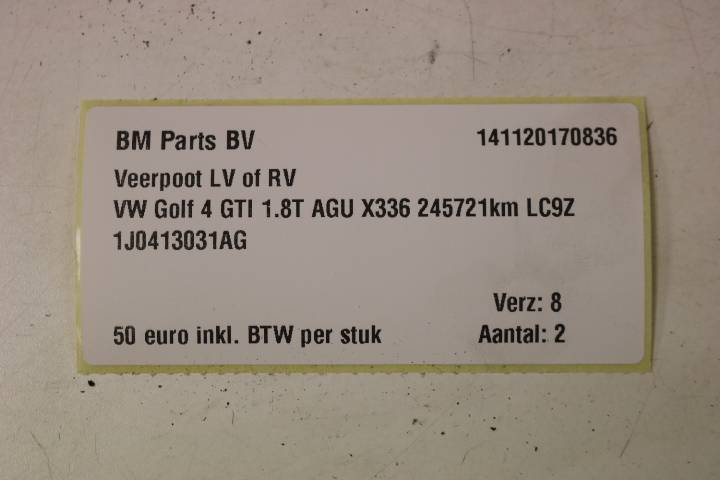 BM Parts BV 141120170836
Veerpoot LV of RV
VW Golf 4 GTI 1.8T AGU X336 245721km LC9Z
1J0413031AG
Verz: 8
50 euro inkl. BTW per stuk Aantal: 2